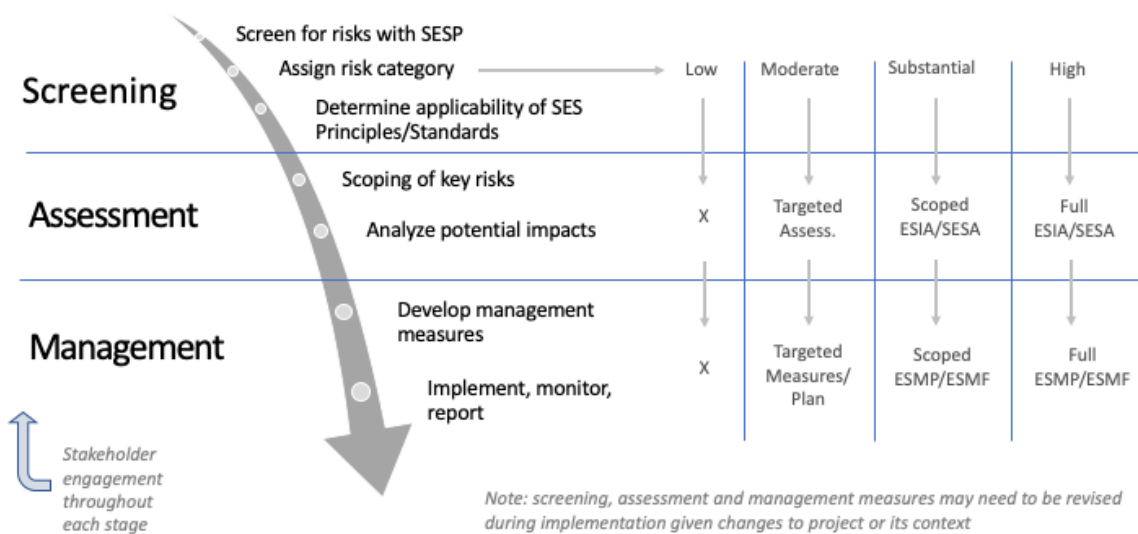 Screen for risks with SESP
Assign risk category
Low
Moderate
Substantial
High
Screening
Determine applicability of SES
Principles/Standards
Scoping of key risks
Assessment
Analyze potential impacts
X
Targeted
Assess.
Scoped
ESIA/SESA
Full
ESIA/SESA
Develop management
measures
Management
Implement, monitor,
report
X
Targeted
Measures/
Plan
Scoped
ESMP/ESMF
Full
ESMP/ESMF
Stakeholder
engagement
throughout
each stage
Note: screening, assessment and management measures may need to be revised
during implementation given changes to project or its context